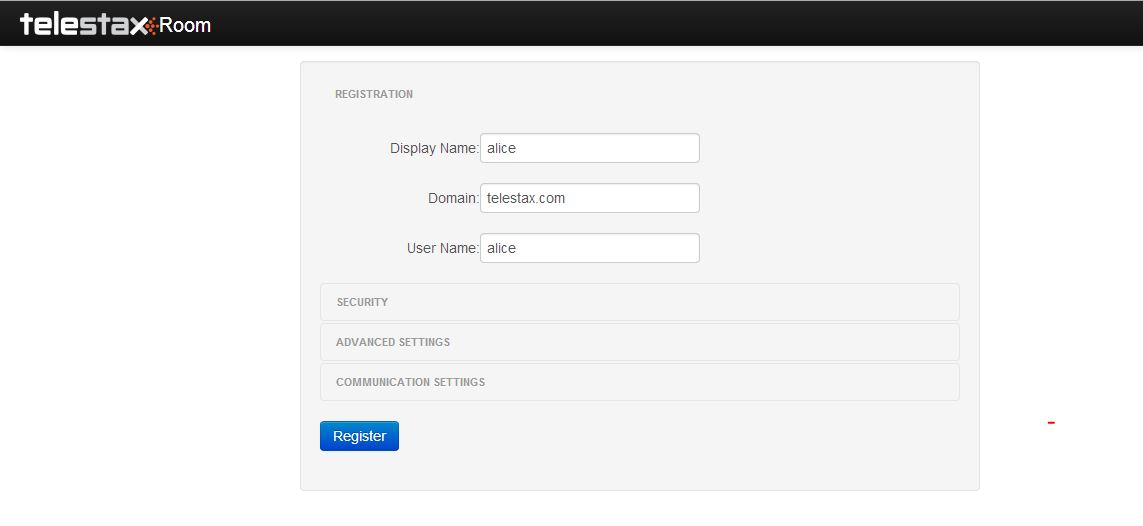 telestax Room
REGISTRATION
Display Name: alice
Domain: telestax.com
User Name: alice
SECURITY
ADVANCED SETTINGS
COMMUNICATION SETTINGS
Register